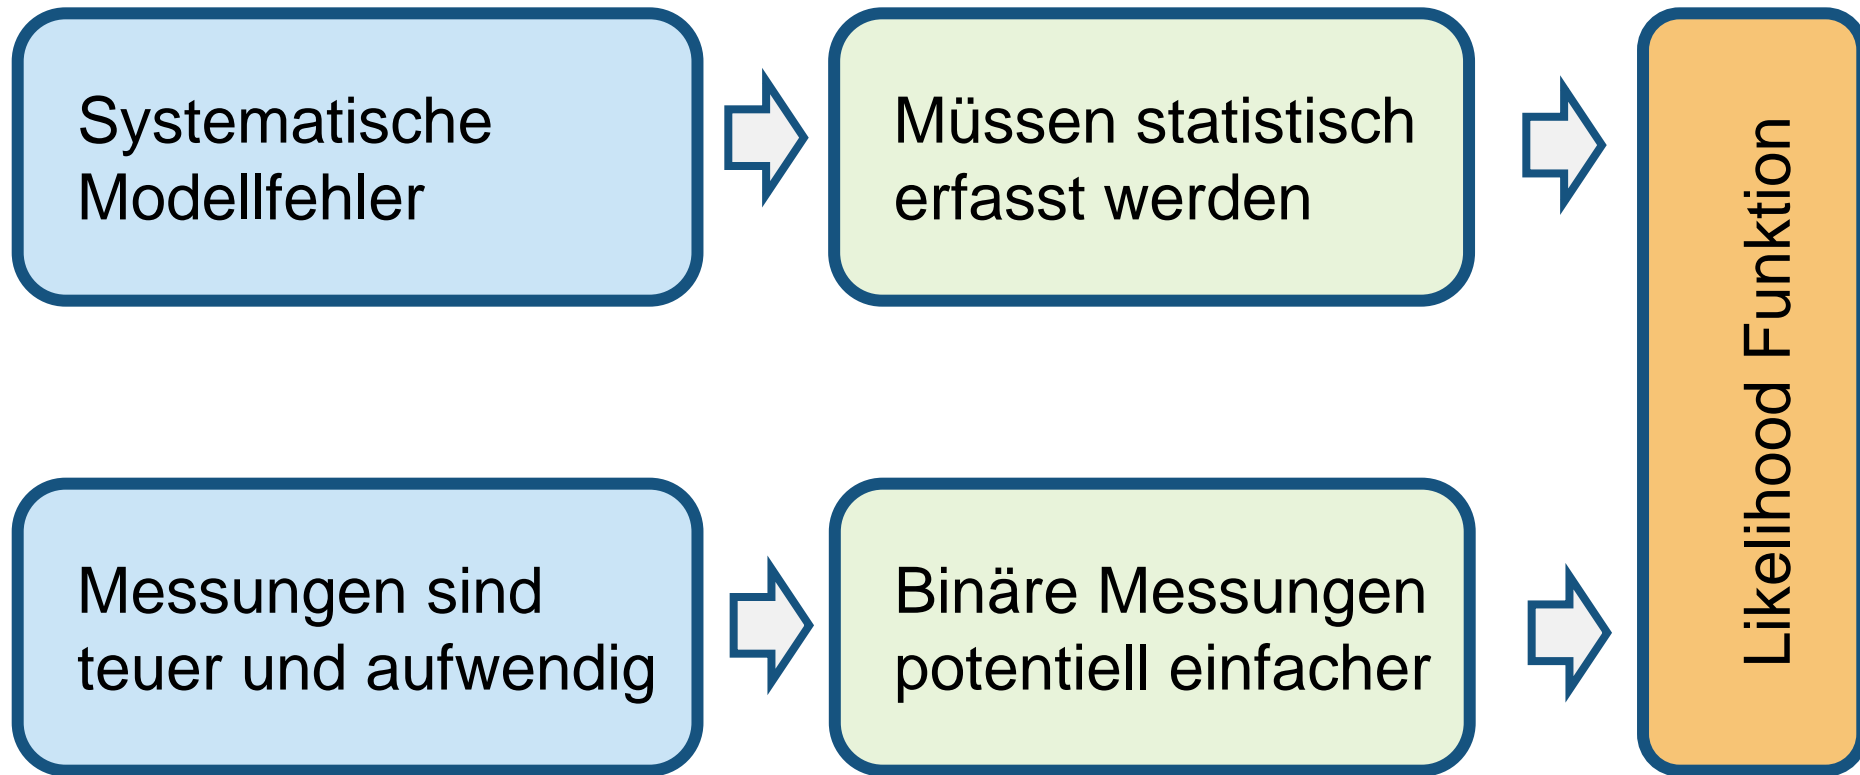 Systematische
Modellfehler
Müssen statistisch
erfasst werden
Messungen sind
teuer und aufwendig
Binäre Messungen
potentiell einfacher
Likelihood Funktion